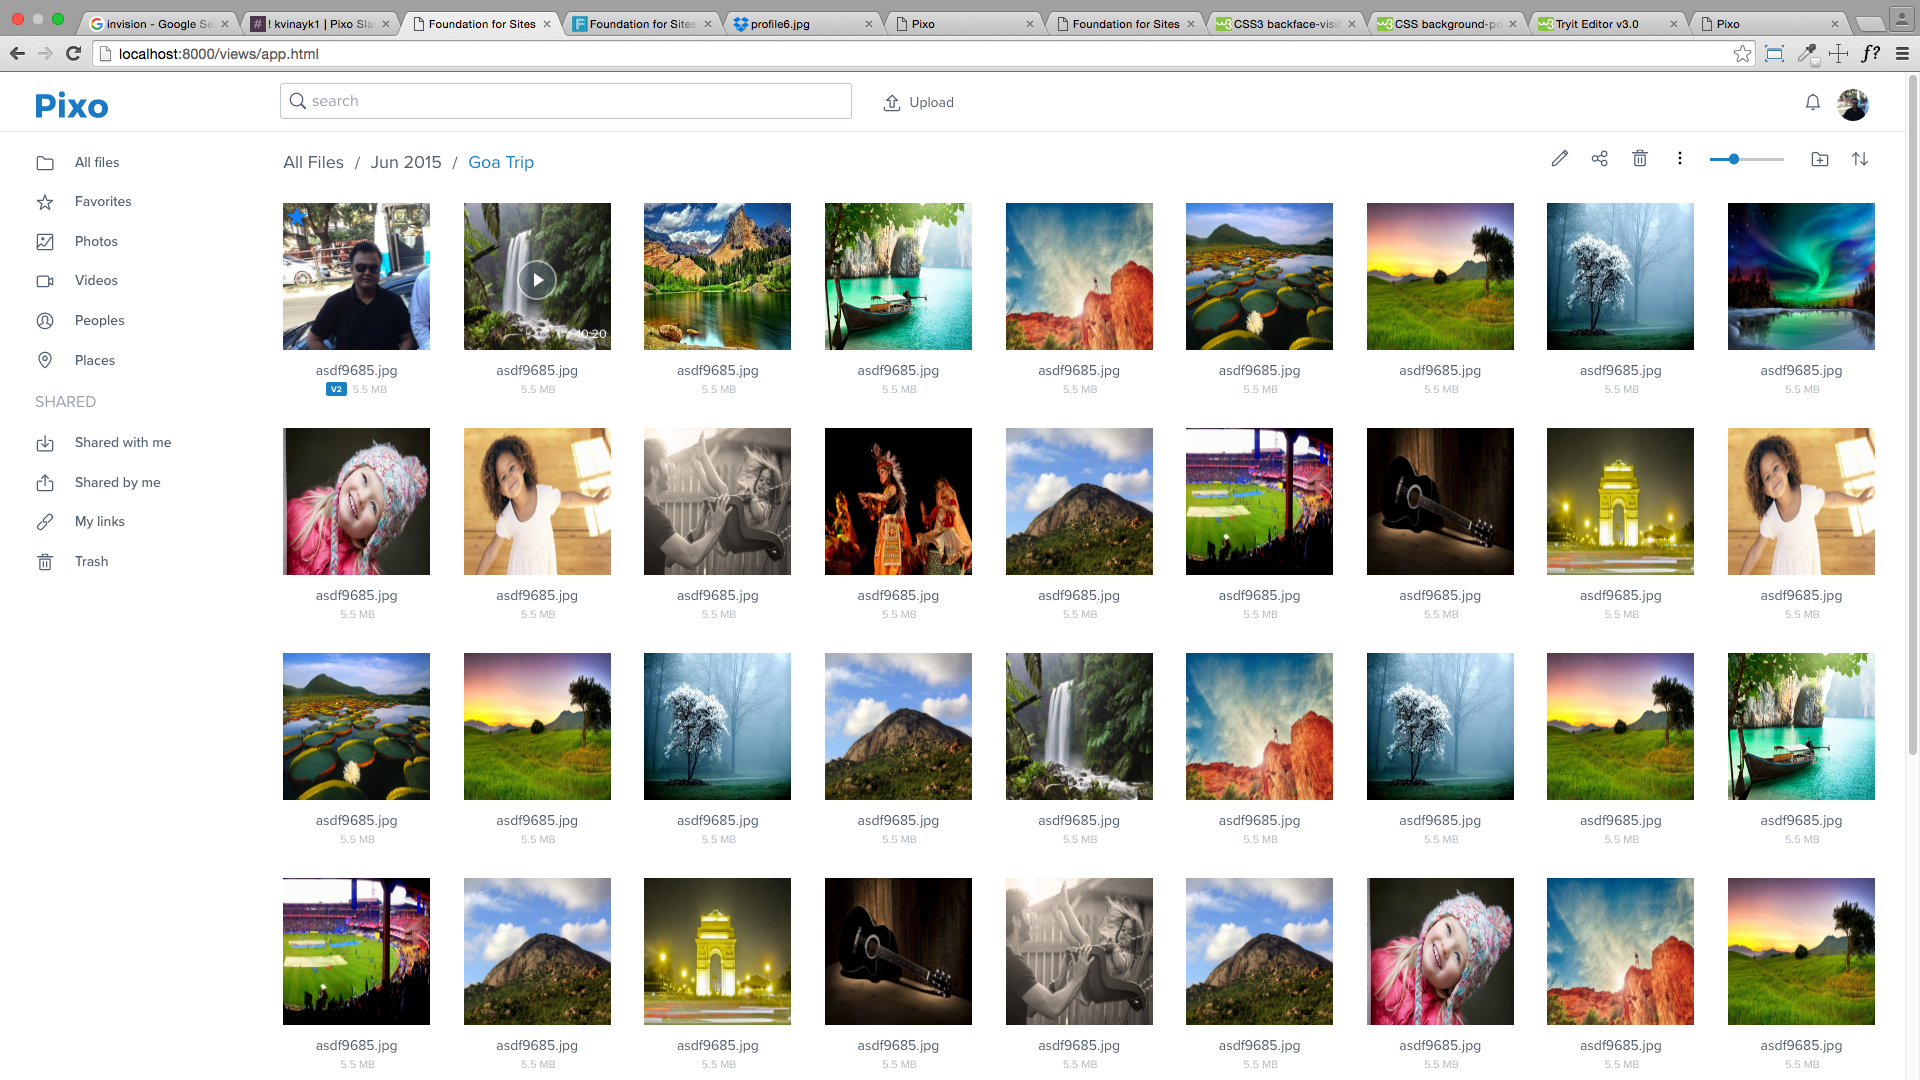 invision - Google Se
! kvinayk1 | Pixo Sla
Foundation for Sites
Foundation for Sites
profile6.jpg
Pixo
Foundation for Sites
CSS3 backface-visi
CSS background-po
Tryit Editor v3.0
Pixo
localhost:8000/views/app.html
f?
Pixo
search
Upload
All files
Favorites
Photos
Videos
Peoples
Places
SHARED
Shared with me
Shared by me
My links
Trash
All Files / Jun 2015 / Goa Trip
10:20
asdf9685.jpg asdf9685.jpg asdf9685.jpg asdf9685.jpg asdf9685.jpg asdf9685.jpg asdf9685.jpg asdf9685.jpg asdf9685.jpg
V2 5.5 MB 5.5 MB 5.5 MB 5.5 MB 5.5 MB 5.5 MB 5.5 MB 5.5 MB 5.5 MB
asdf9685.jpg asdf9685.jpg asdf9685.jpg asdf9685.jpg asdf9685.jpg asdf9685.jpg asdf9685.jpg asdf9685.jpg asdf9685.jpg
5.5 MB 5.5 MB 5.5 MB 5.5 MB 5.5 MB 5.5 MB 5.5 MB 5.5 MB 5.5 MB
asdf9685.jpg asdf9685.jpg asdf9685.jpg asdf9685.jpg asdf9685.jpg asdf9685.jpg asdf9685.jpg asdf9685.jpg asdf9685.jpg
5.5 MB 5.5 MB 5.5 MB 5.5 MB 5.5 MB 5.5 MB 5.5 MB 5.5 MB 5.5 MB
asdf9685.jpg asdf9685.jpg asdf9685.jpg asdf9685.jpg asdf9685.jpg asdf9685.jpg asdf9685.jpg asdf9685.jpg asdf9685.jpg
5.5 MB 5.5 MB 5.5 MB 5.5 MB 5.5 MB 5.5 MB 5.5 MB 5.5 MB 5.5 MB